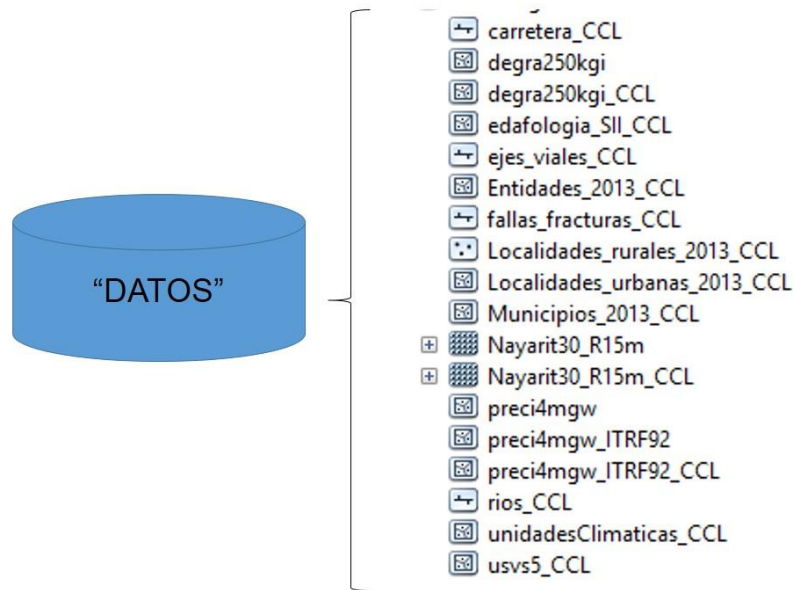 “DATOS”
carretera_CCL
degra250kgi
degra250kgi_CCL
edafologia_SII_CCL
ejes_viales_CCL
Entidades_2013_CCL
fallas_fracturas_CCL
Localidades_rurales_2013_CCL
Localidades_urbanas_2013_CCL
Municipios_2013_CCL
Nayarit30_R15m
Nayarit30_R15m_CCL
preci4mgw
preci4mgw_ITRF92
preci4mgw_ITRF92_CCL
rios_CCL
unidadesClimaticas_CCL
usvs5_CCL